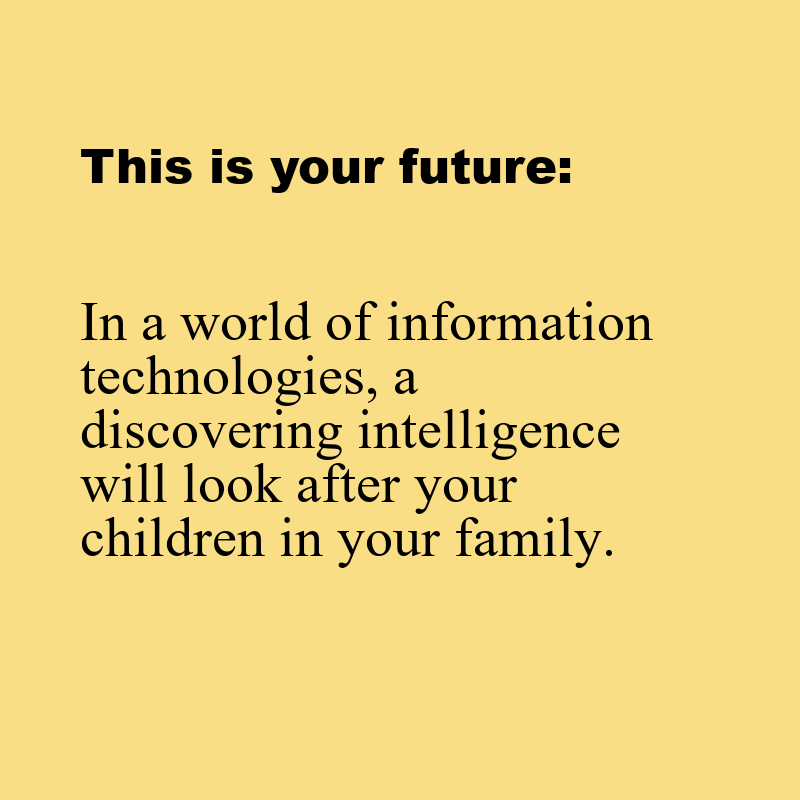 This is your future:
In a world of information
technologies, a
discovering intelligence
will look after your
children in your family.